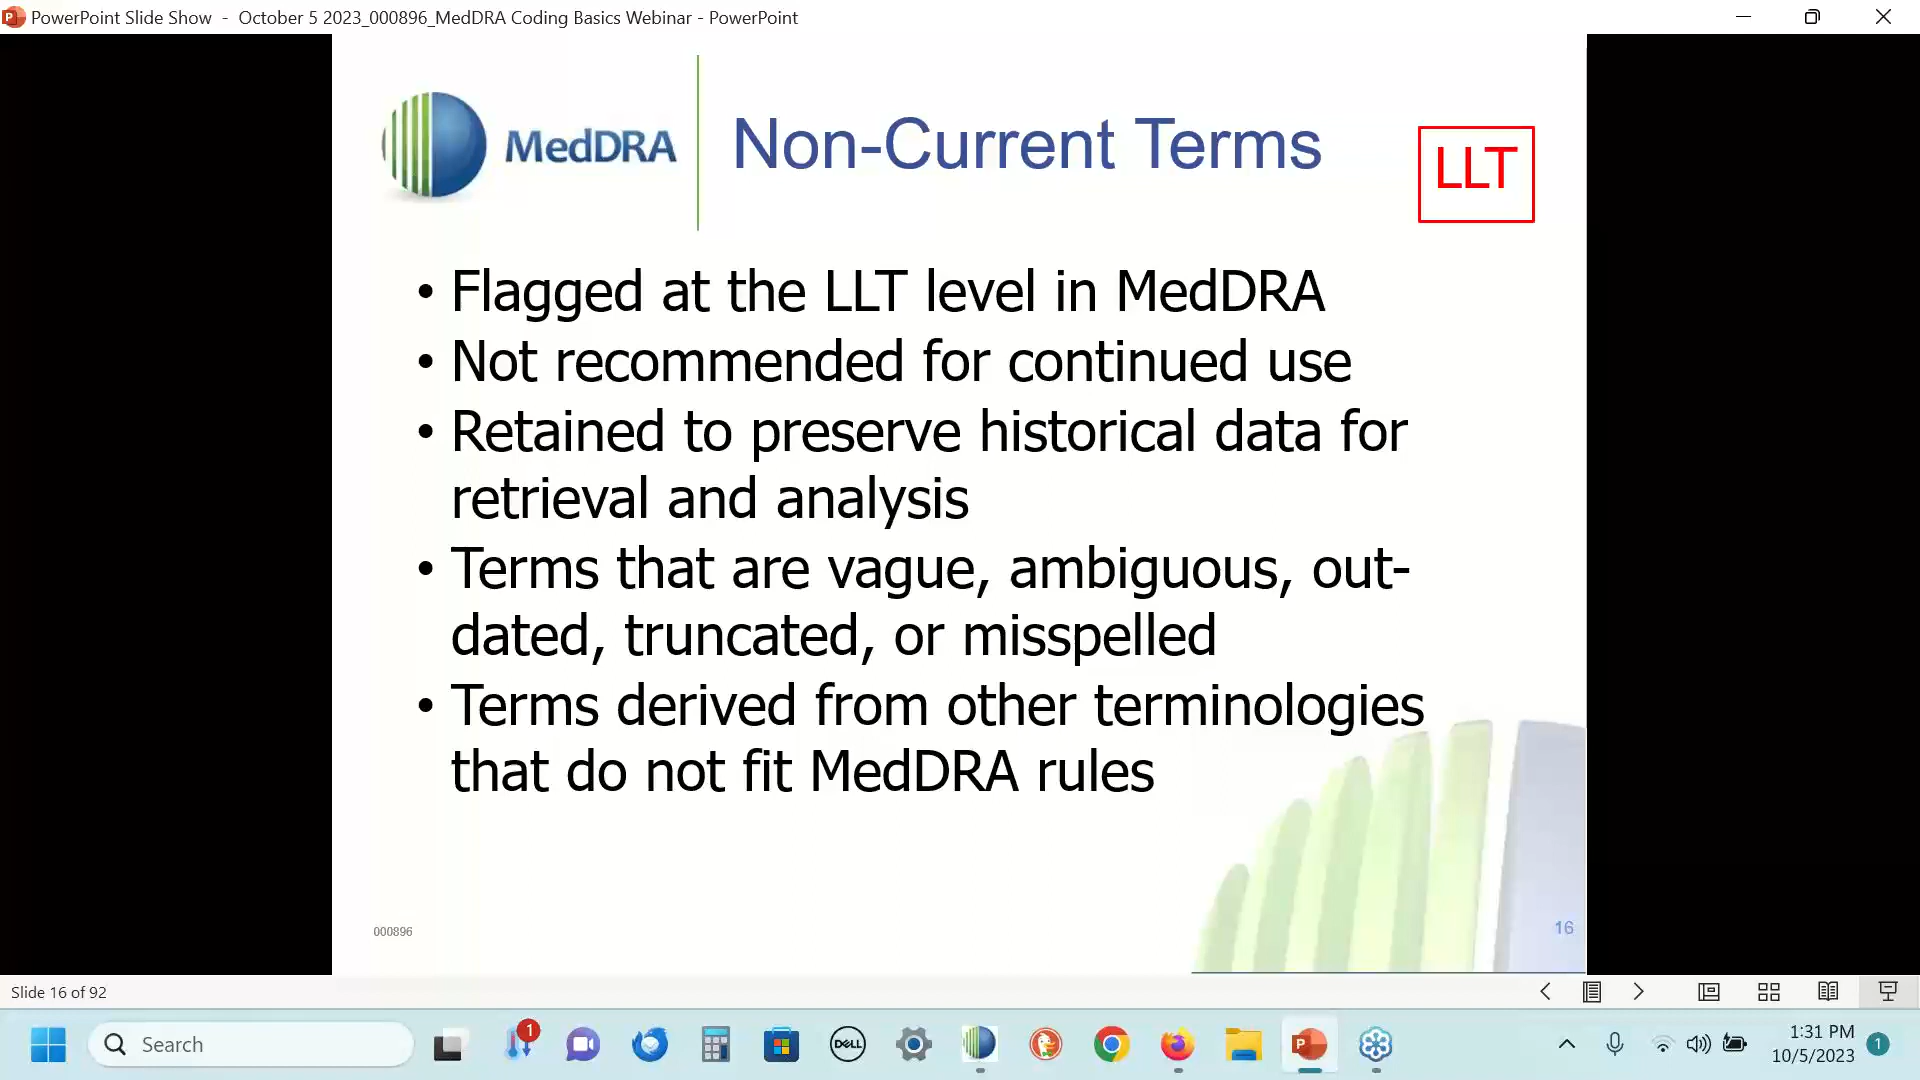 PowerPoint Slide Show - October 5 2023_000896_MedDRA Coding Basics Webinar - PowerPoint
MedDRA
Non-Current Terms
LLT
• Flagged at the LLT level in MedDRA
• Not recommended for continued use
• Retained to preserve historical data for
retrieval and analysis
• Terms that are vague, ambiguous, out-
dated, truncated, or misspelled
• Terms derived from other terminologies
that do not fit MedDRA rules
000896
16
Slide 16 of 92
Search
1
DELL
1:31 PM
10/5/2023
1